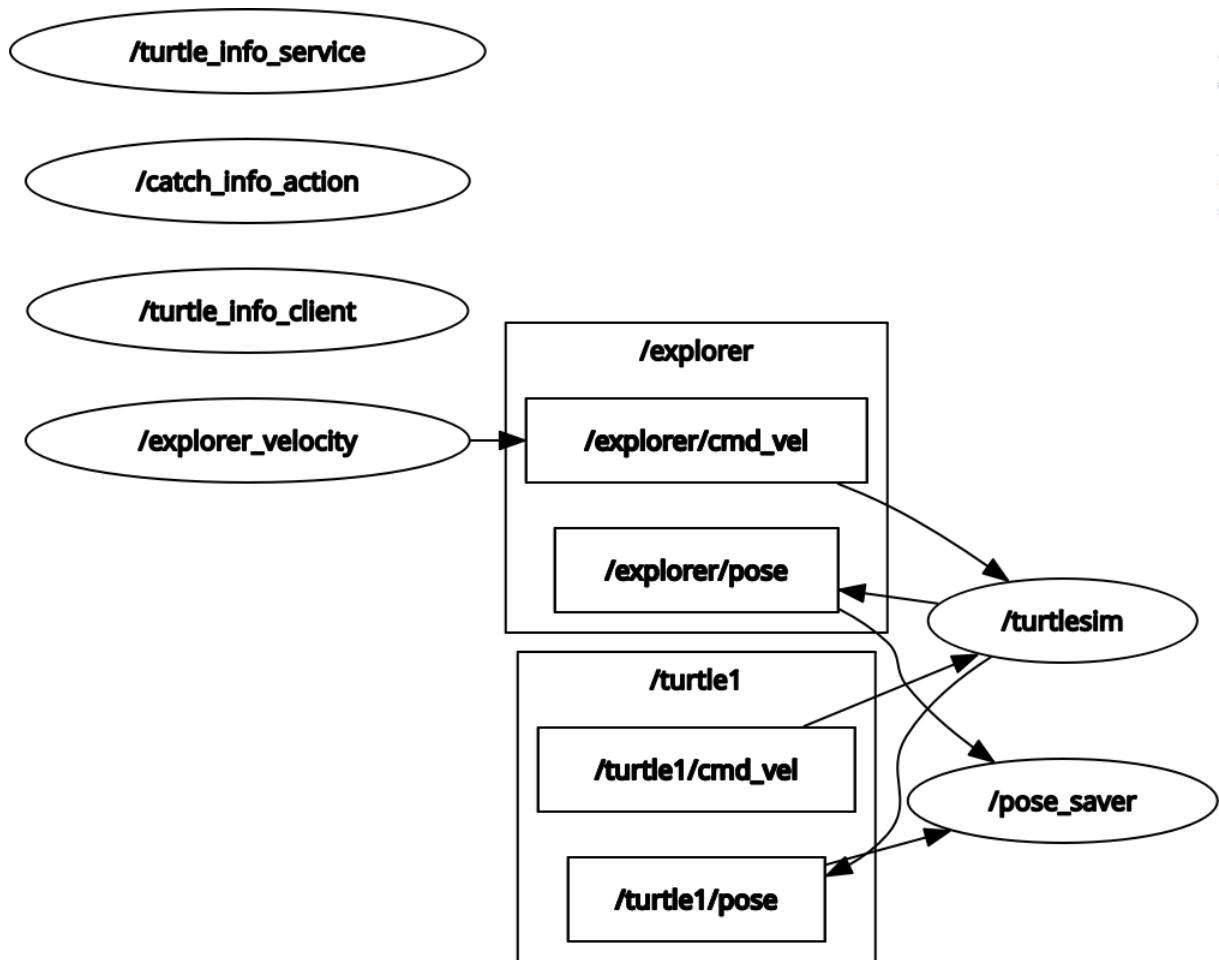 /turtle_info_service
/catch_info_action
/turtle_info_client
/explorer
/explorer_velocity
/explorer/cmd_vel
/explorer/pose
/turtlesim
/turtle1
/turtle1/cmd_vel
/pose_saver
/turtle1/pose